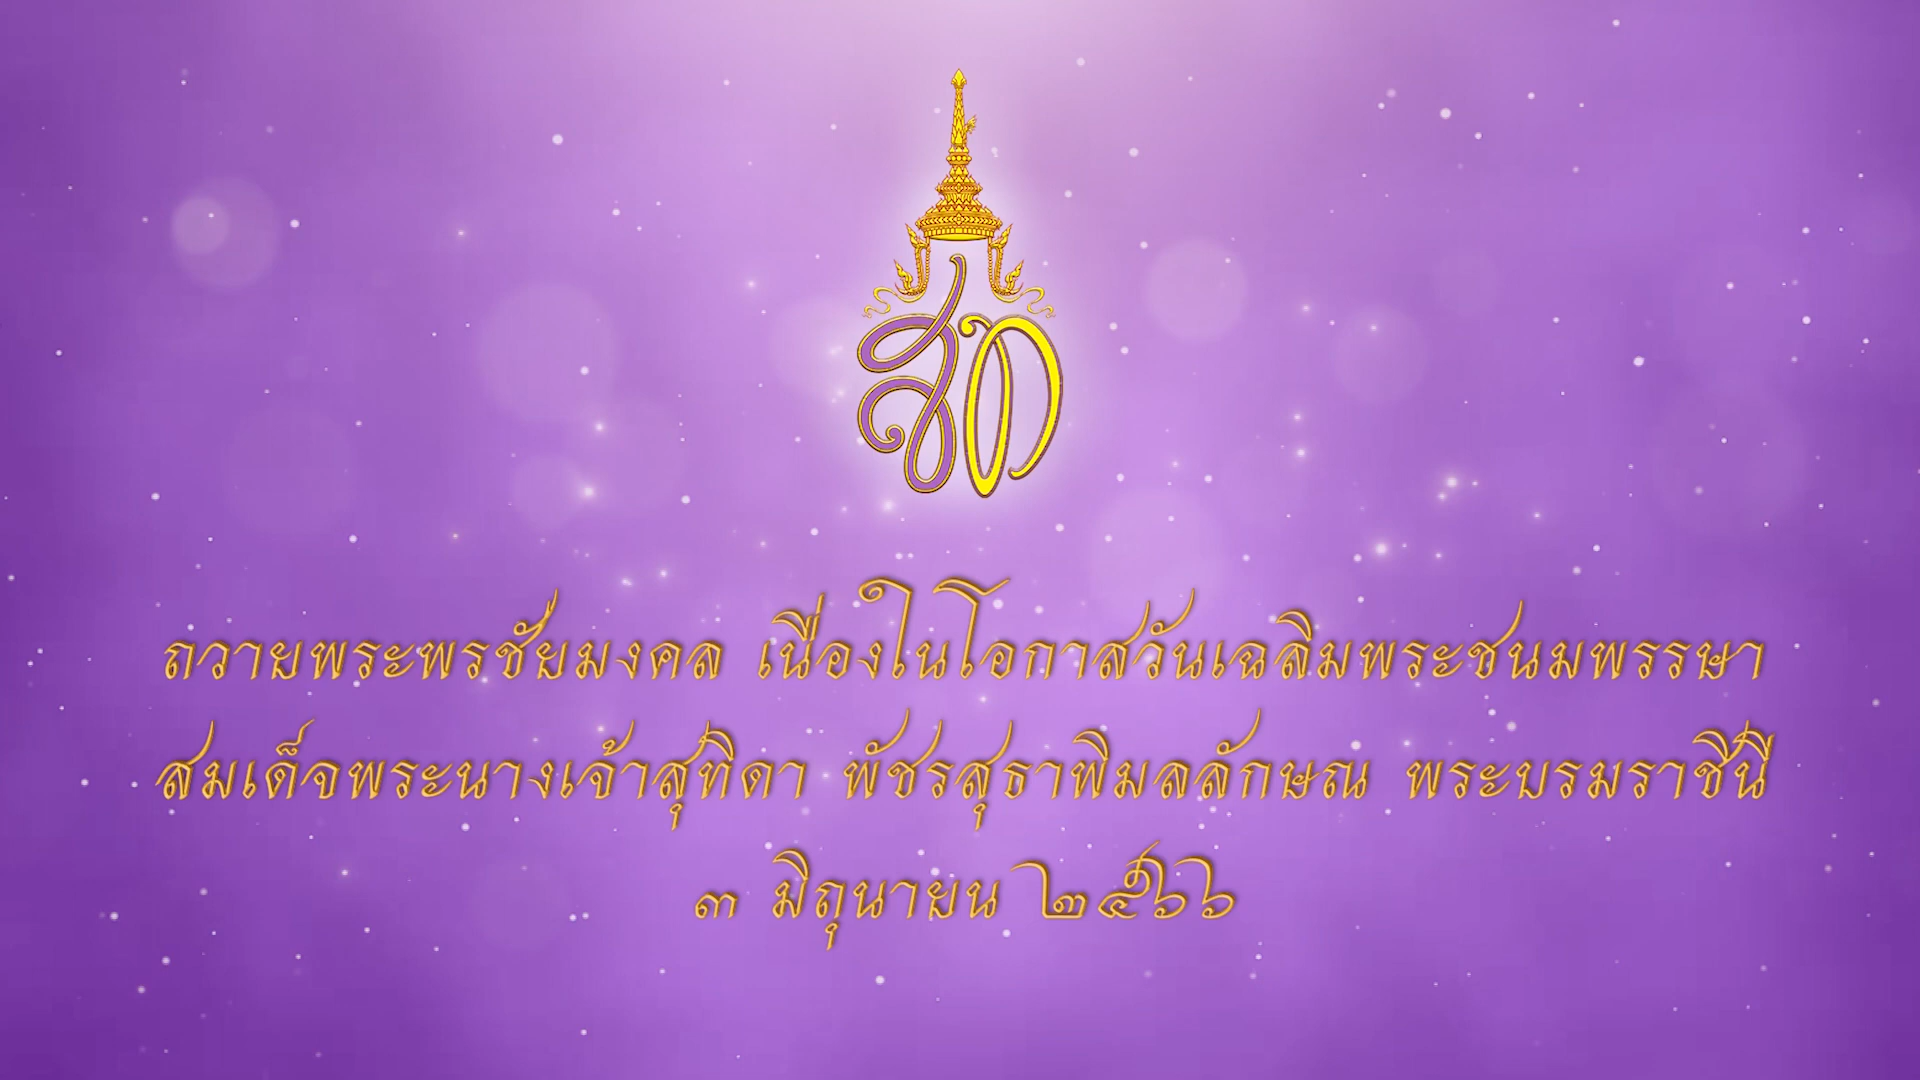 สท
ถวายพระพรชัยมงคล เนื่องในโอกาสวันเฉลิมพระชนมพรรษา
สมเด็จพระนางเจ้าสุทิดา พัชรสุธาพิมลลักษณ พระบรมราชินี
๓ มิถุนายน ๒๕๖๖